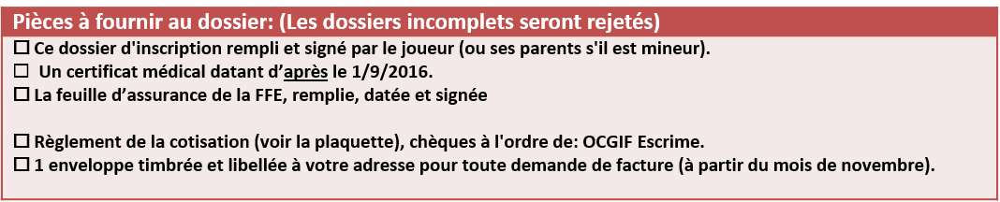 Pièces à fournir au dossier: (Les dossiers incomplets seront rejetés)
☐ Ce dossier d'inscription rempli et signé par le joueur (ou ses parents s'il est mineur).
☐ Un certificat médical datant d’après le 1/9/2016.
☐ La feuille d’assurance de la FFE, remplie, datée et signée
☐ Règlement de la cotisation (voir la plaquette), chèques à l'ordre de: OCGIF Escrime.
☐ 1 enveloppe timbrée et libellée à votre adresse pour toute demande de facture (à partir du mois de novembre).